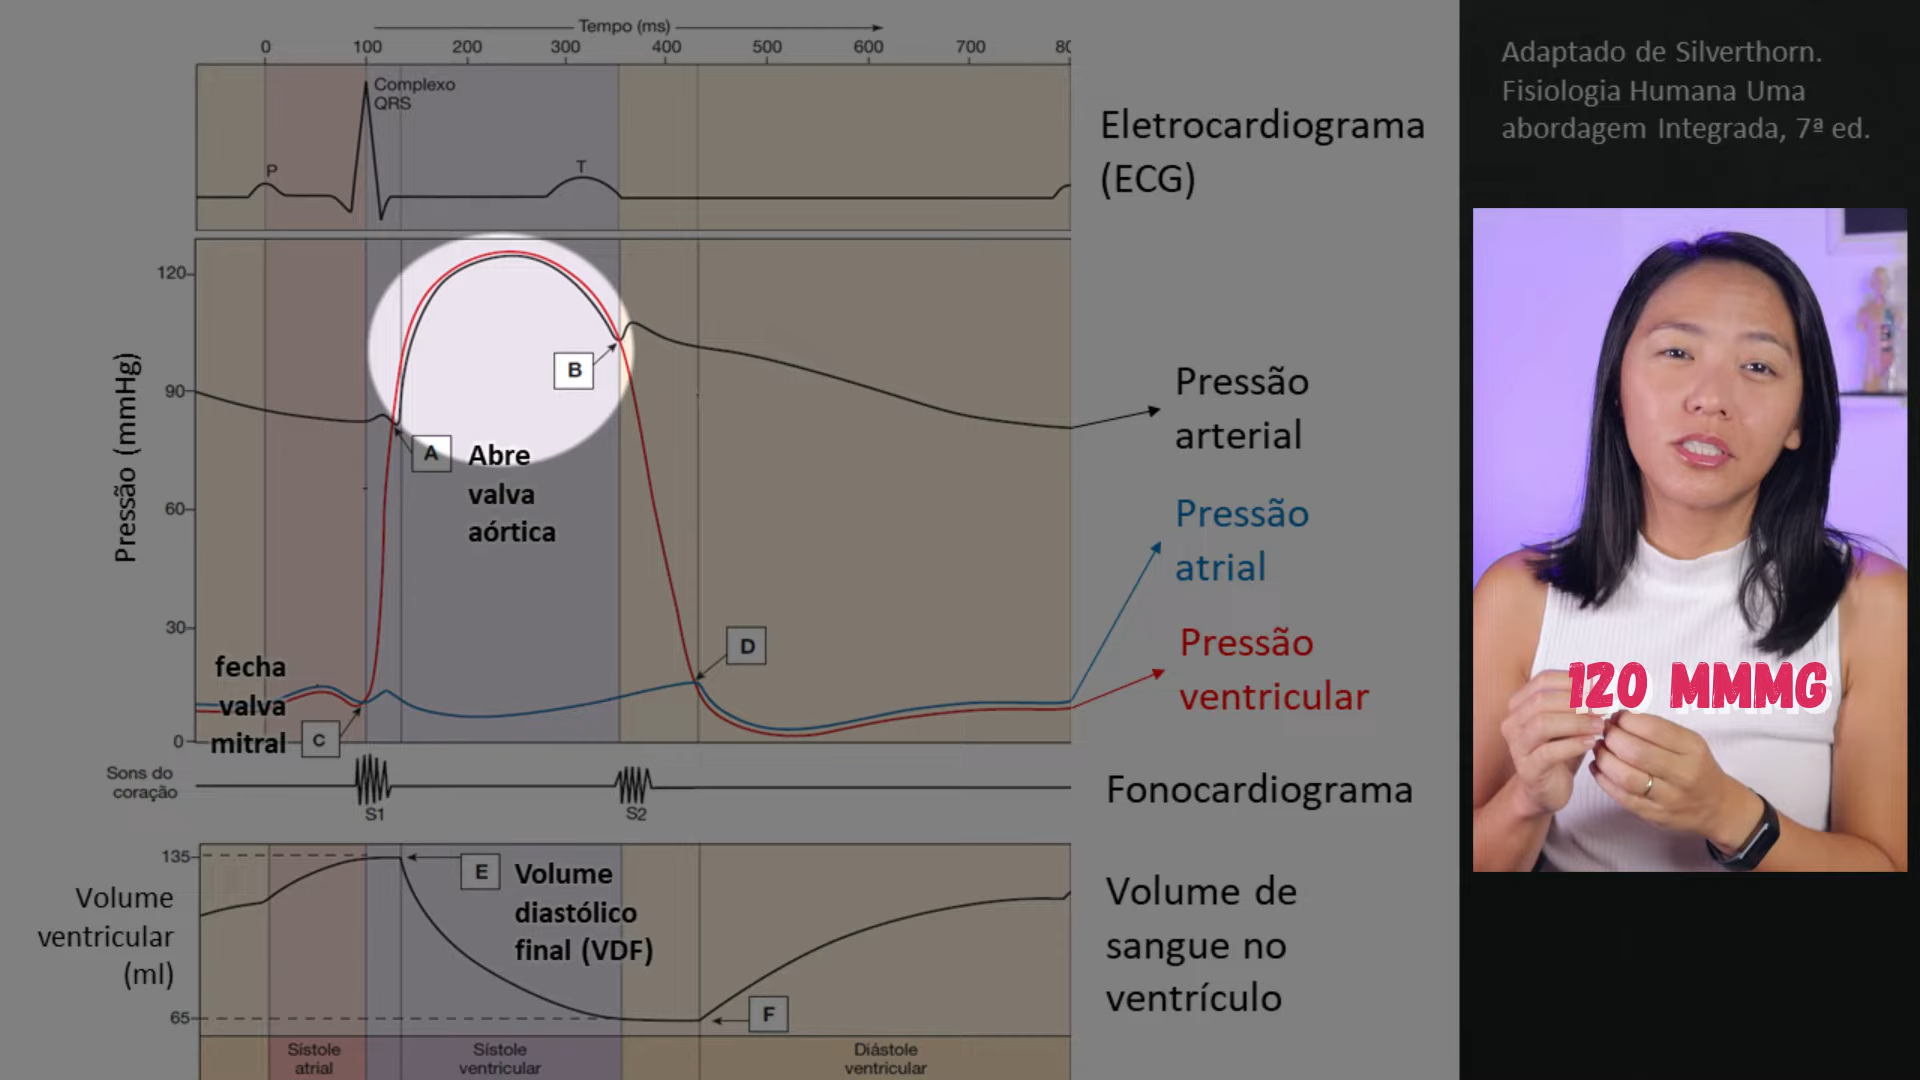 Tempo (ms)
0 100 200 300 400 500 600 700 80
Complexo
QRS
P
T
Eletrocardiograma
(ECG)
Adaptado de Silverthorn.
Fisiologia Humana Uma
abordagem Integrada, 7ª ed.
Pressão (mmHg)
120
90
60
30
0
A
B
C
D
Abre
valva
aórtica
fecha
valva
mitral
Pressão
arterial
Pressão
atrial
Pressão
ventricular
120 MMMG
Sons do
coração
S1
S2
Fonocardiograma
Volume
ventricular
(ml)
135
65
E
Volume
diastólico
final (VDF)
F
Volume de
sangue no
ventrículo
Sístole
atrial
Sístole
ventricular
Diástole
ventricular